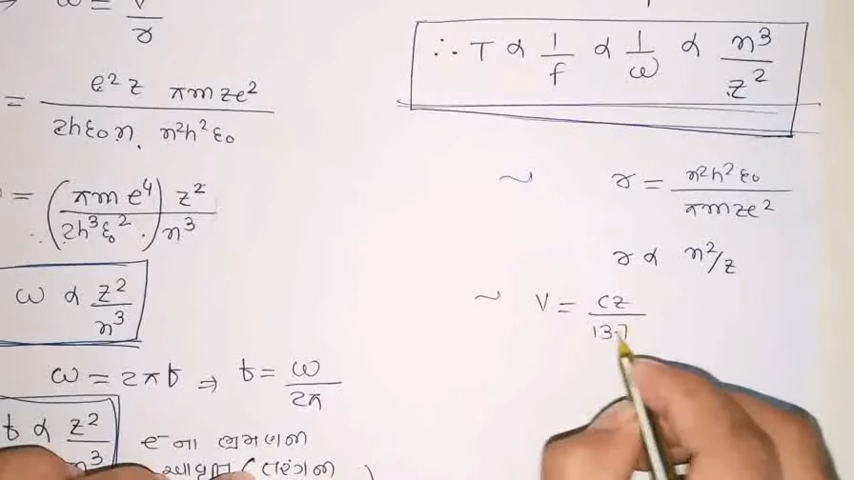 ω = V/r
= e²z πmze² / 2hε₀n. n²h²ε₀
= (πme⁴ / 2h³ε₀².) z²/n³
ω ∝ z²/n³
ω = 2πf ⇒ f = ω/2π
f ∝ z²/n³
e⁻ના ભ્રમણની
∴ T ∝ 1/f ∝ 1/ω ∝ n³/z²
~ r = n²h²ε₀ / πmze²
r ∝ n²/z
~ V = cz / 137